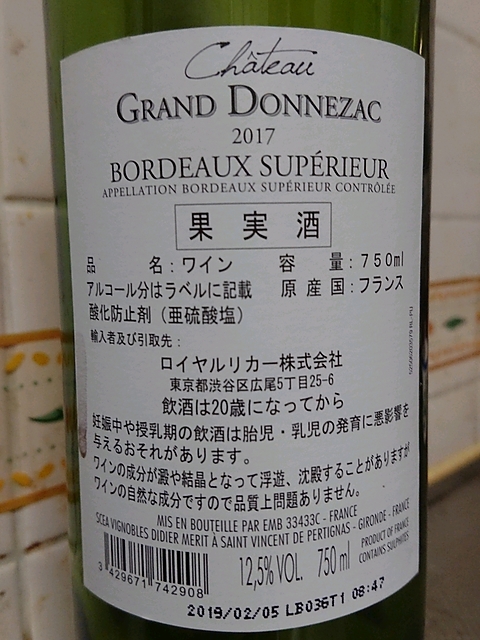 Château
GRAND DONNEZAC
2017
BORDEAUX SUPÉRIEUR
APPELLATION BORDEAUX SUPÉRIEUR CONTRÔLÉE
果実酒
品名：ワイン 容量：750ml
アルコール分はラベルに記載 原産国：フランス
酸化防止剤（亜硫酸塩）
輸入者及び引取先：
ロイヤルリカー株式会社
東京都渋谷区広尾5丁目25-6
飲酒は20歳になってから
妊娠中や授乳期の飲酒は胎児・乳児の発育に悪影響を
与えるおそれがあります。
ワインの成分が澱や結晶となって浮遊、沈殿することがありますが
ワインの自然な成分ですので品質上問題ありません。
MIS EN BOUTEILLE PAR EMB 33433C - FRANCE
SCEA VIGNOBLES DIDIER MERIT À SAINT VINCENT DE PERTIGNAS - GIRONDE - FRANCE
12,5% VOL. 750 ml
PRODUCT OF FRANCE
CONTAINS SULPHITES
3 429671 742908
2019/02/05 LB036T1 08:47